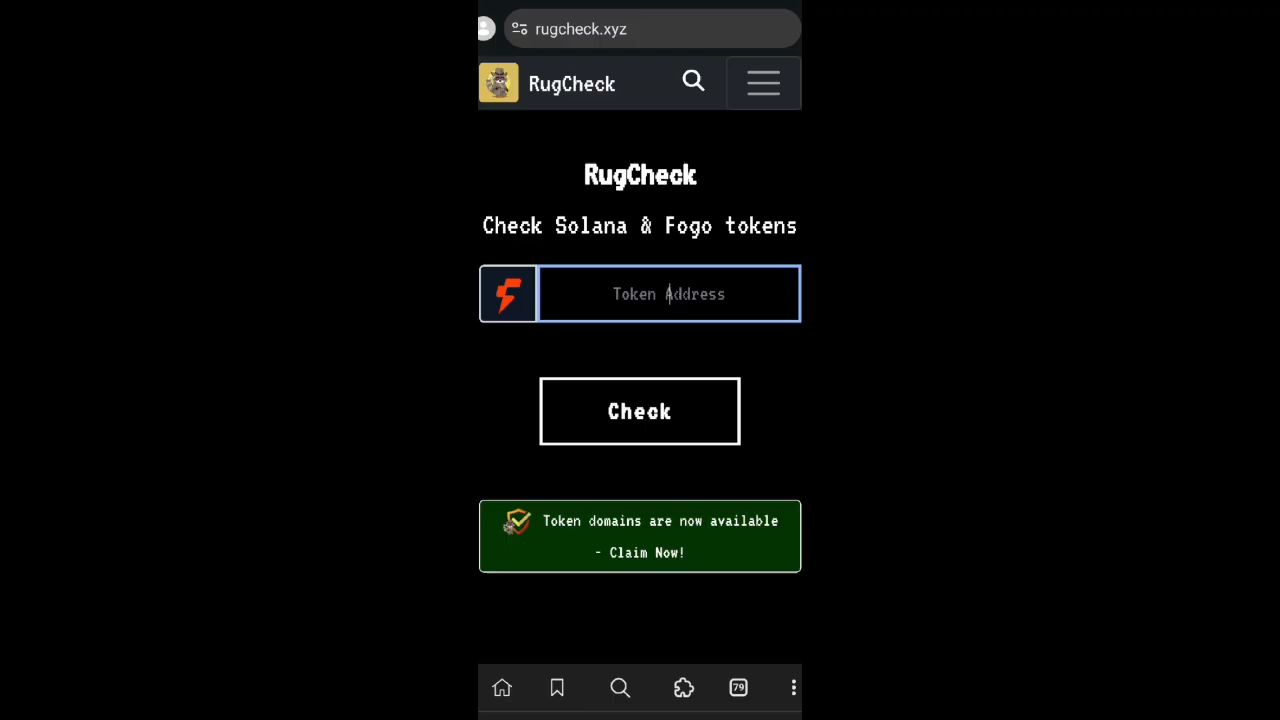 rugcheck.xyz
RugCheck
RugCheck
Check Solana & Fogo tokens
Token Address
Check
Token domains are now available
- Claim Now!
79